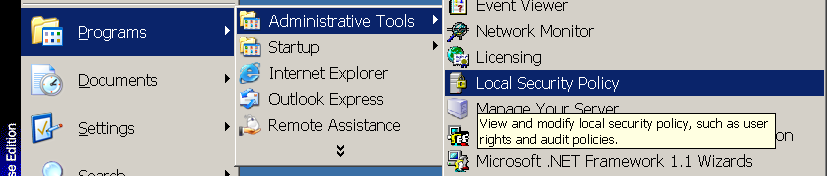 Programs
Documents
Settings
Search
se Edition
Administrative Tools
Startup
Internet Explorer
Outlook Express
Remote Assistance
Event Viewer
Network Monitor
Licensing
Local Security Policy
Manage Your Server
View and modify local security policy, such as user
rights and audit policies.
on
Microsoft .NET Framework 1.1 Wizards